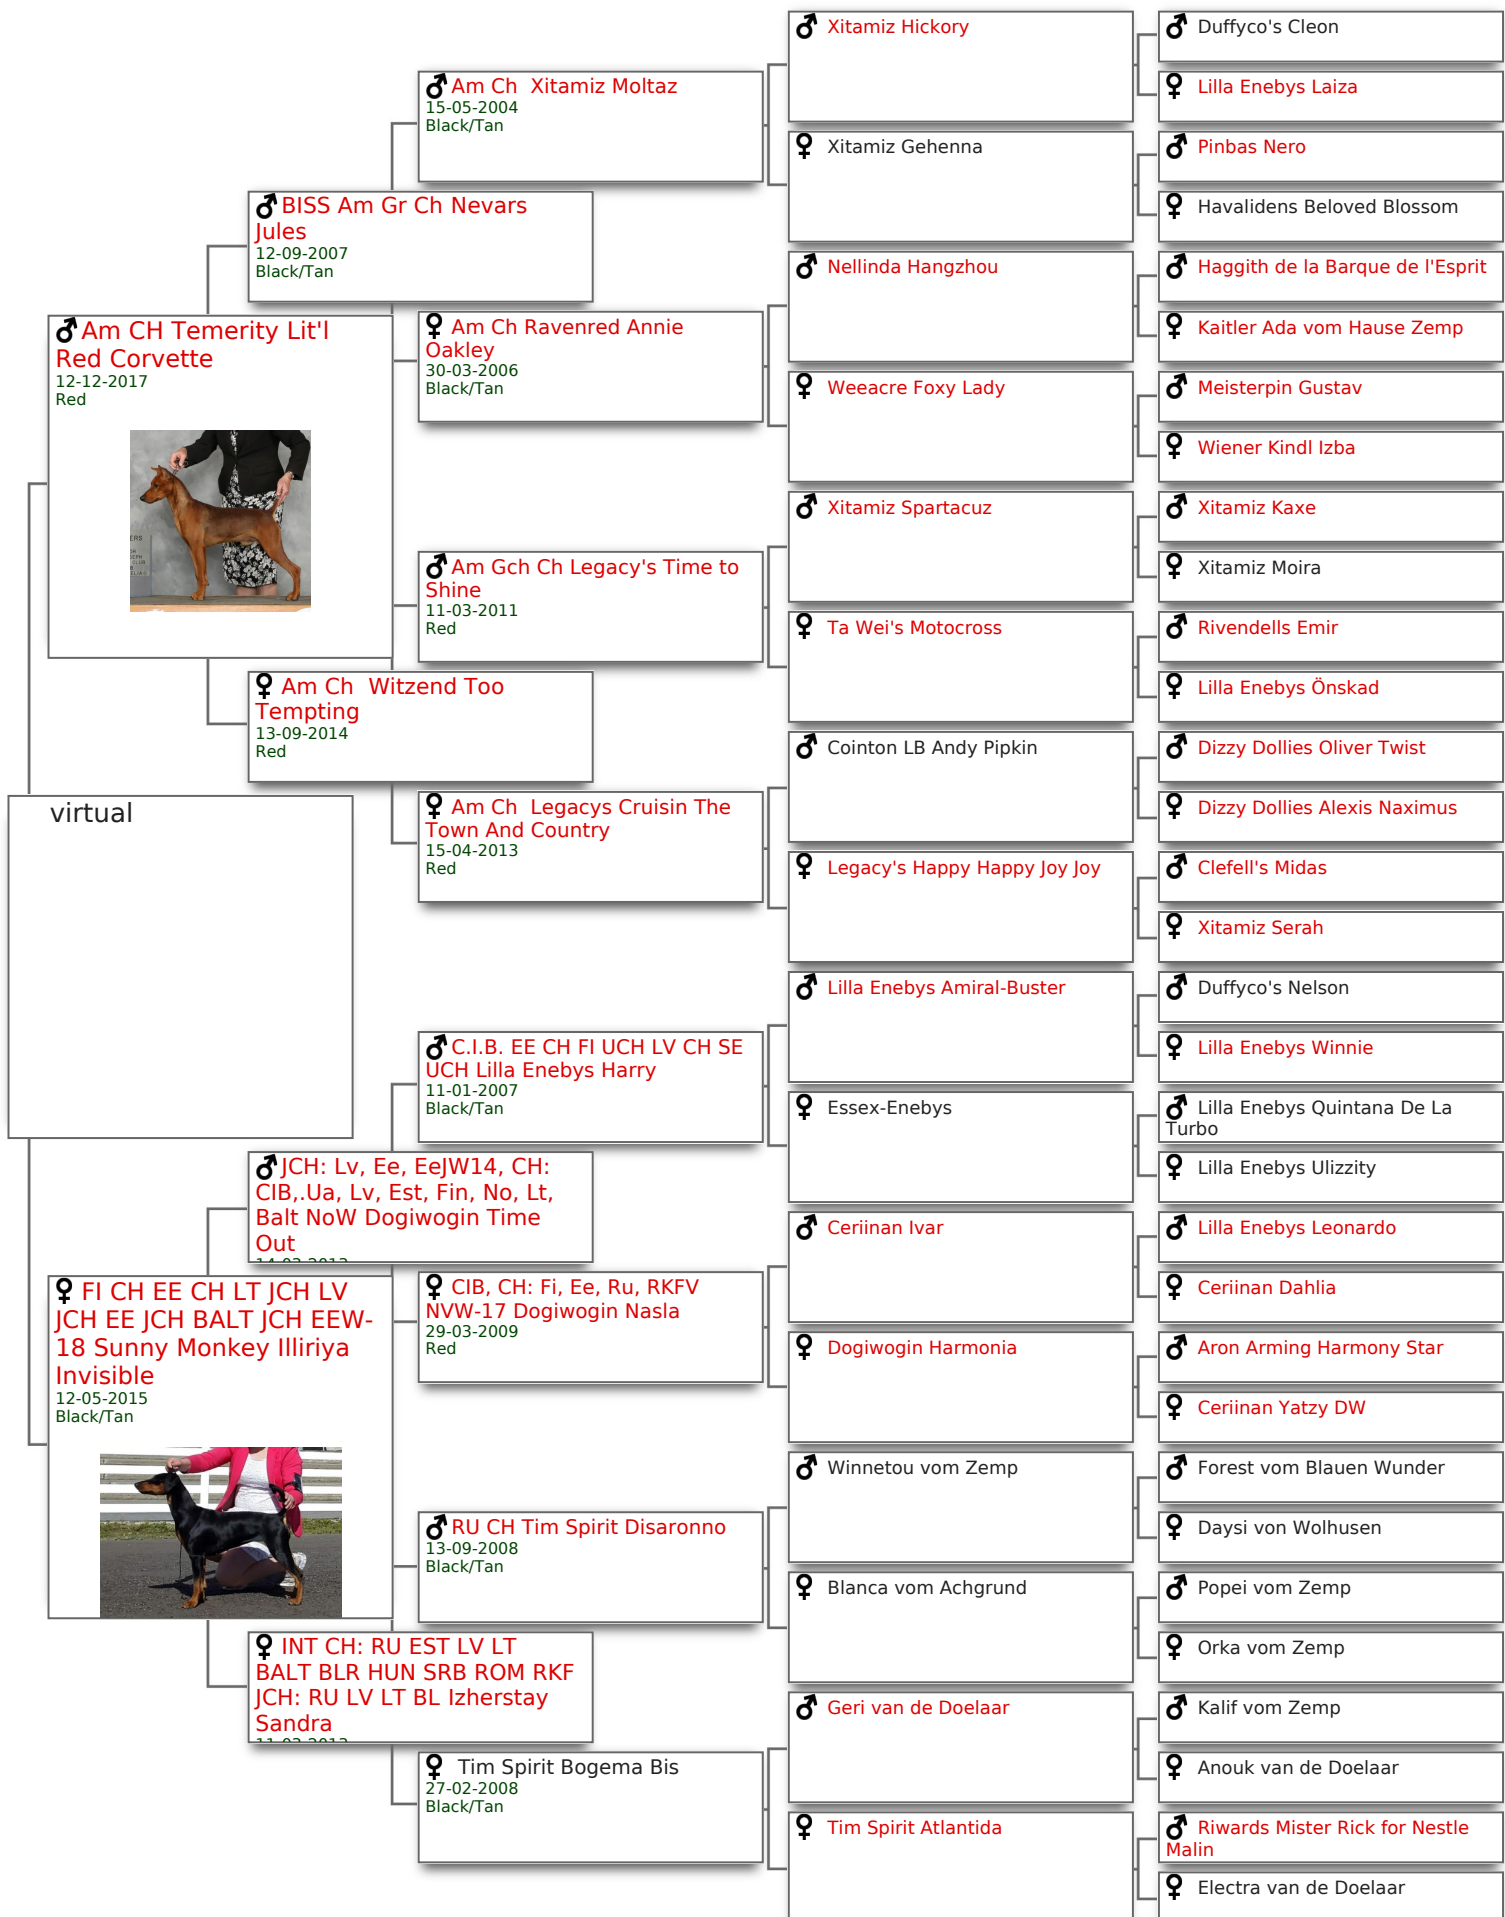 virtual
Am CH Temerity Lit'l
Red Corvette
12-12-2017
Red
BISS Am Gr Ch Nevars
Jules
12-09-2007
Black/Tan
Am Ch  Xitamiz Moltaz
15-05-2004
Black/Tan
Xitamiz Hickory
Duffyco's Cleon
Lilla Enebys Laiza
Xitamiz Gehenna
Pinbas Nero
Havalidens Beloved Blossom
Am Ch Ravenred Annie
Oakley
30-03-2006
Black/Tan
Nellinda Hangzhou
Haggith de la Barque de l'Esprit
Kaitler Ada vom Hause Zemp
Weeacre Foxy Lady
Meisterpin Gustav
Wiener Kindl Izba
Am Ch  Witzend Too
Tempting
13-09-2014
Red
Am Gch Ch Legacy's Time to
Shine
11-03-2011
Red
Xitamiz Spartacuz
Xitamiz Kaxe
Xitamiz Moira
Ta Wei's Motocross
Rivendells Emir
Lilla Enebys Önskad
Am Ch  Legacys Cruisin The
Town And Country
15-04-2013
Red
Cointon LB Andy Pipkin
Dizzy Dollies Oliver Twist
Dizzy Dollies Alexis Naximus
Legacy's Happy Happy Joy Joy
Clefell's Midas
Xitamiz Serah
FI CH EE CH LT JCH LV
JCH EE JCH BALT JCH EEW-
18 Sunny Monkey Illiriya
Invisible
12-05-2015
Black/Tan
JCH: Lv, Ee, EeJW14, CH:
CIB,.Ua, Lv, Est, Fin, No, Lt,
Balt NoW Dogiwogin Time
Out
C.I.B. EE CH FI UCH LV CH SE
UCH Lilla Enebys Harry
11-01-2007
Black/Tan
Lilla Enebys Amiral-Buster
Duffyco's Nelson
Lilla Enebys Winnie
Essex-Enebys
Lilla Enebys Quintana De La
Turbo
Lilla Enebys Ulizzity
CIB, CH: Fi, Ee, Ru, RKFV
NVW-17 Dogiwogin Nasla
29-03-2009
Red
Ceriinan Ivar
Lilla Enebys Leonardo
Ceriinan Dahlia
Dogiwogin Harmonia
Aron Arming Harmony Star
Ceriinan Yatzy DW
INT CH: RU EST LV LT
BALT BLR HUN SRB ROM RKF
JCH: RU LV LT BL Izherstay
Sandra
RU CH Tim Spirit Disaronno
13-09-2008
Black/Tan
Winnetou vom Zemp
Forest vom Blauen Wunder
Daysi von Wolhusen
Blanca vom Achgrund
Popei vom Zemp
Orka vom Zemp
Tim Spirit Bogema Bis
27-02-2008
Black/Tan
Geri van de Doelaar
Kalif vom Zemp
Anouk van de Doelaar
Tim Spirit Atlantida
Riwards Mister Rick for Nestle
Malin
Electra van de Doelaar